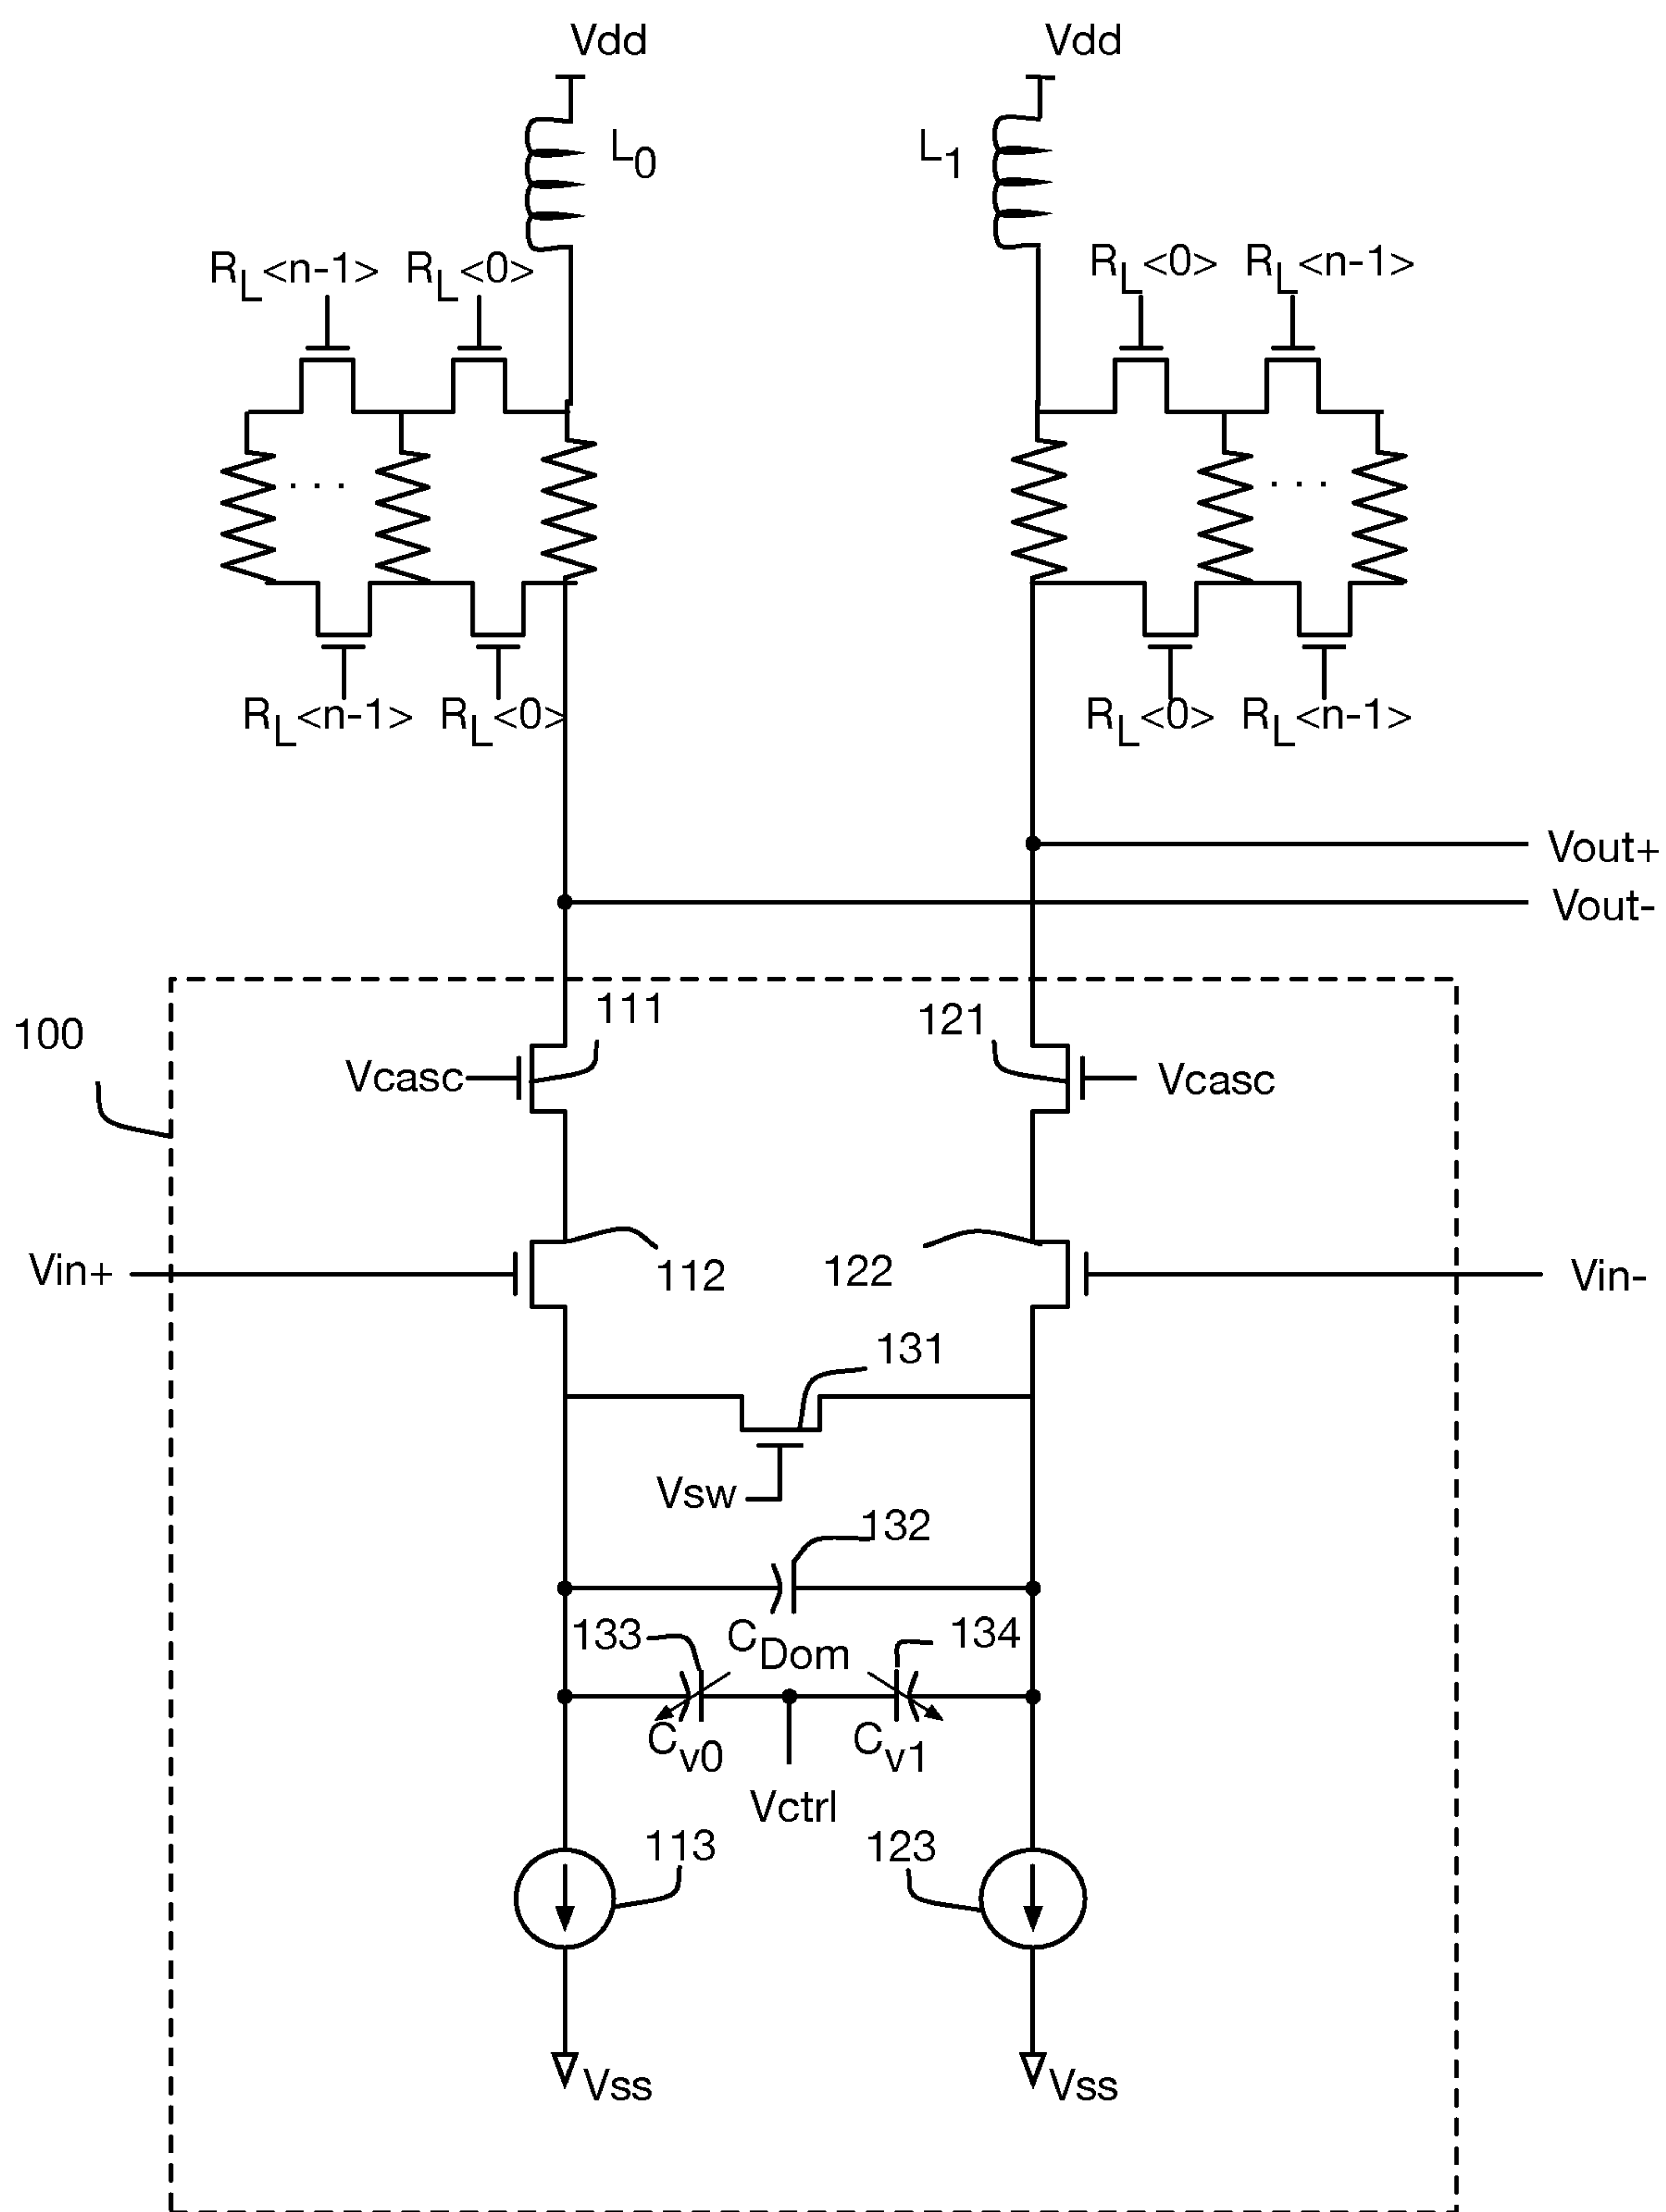 Vdd Vdd
L0 L1
RL<n-1> RL<0> RL<0> RL<n-1>
. . . . . .
RL<n-1> RL<0> RL<0> RL<n-1>
Vout+
Vout-
111 121
100
Vcasc Vcasc
Vin+ 112 122 Vin-
131
Vsw
132
133 CDom 134
Cv0 Cv1
Vctrl
113 123
Vss Vss